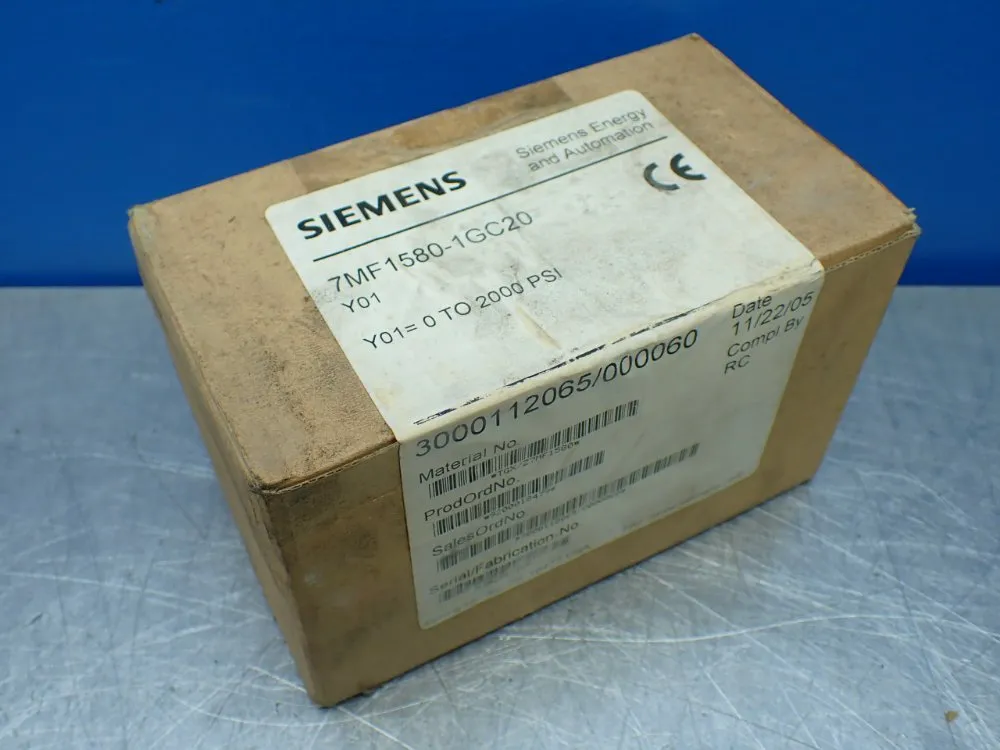 SIEMENS
Siemens Energy
and Automation
CE
7MF1580-1GC20
Y01
Y01= 0 TO 2000 PSI
3000112065/000060
Date
11/22/05
Compl By
RC
Material No.
ProdOrdNo.
SalesOrdNo.
Serial/Fabrication No